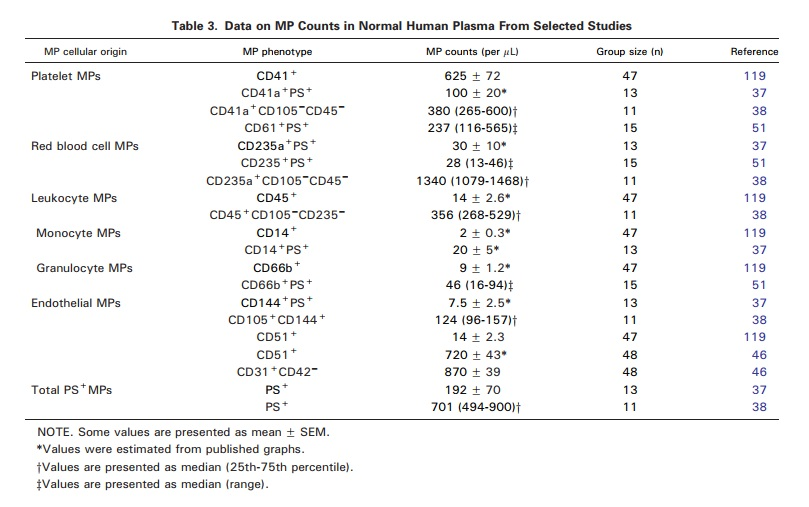 Table 3. Data on MP Counts in Normal Human Plasma From Selected Studies
MP cellular origin MP phenotype MP counts (per μL) Group size (n) Reference
Platelet MPs CD41⁺ 625 ± 72 47 119
CD41a⁺PS⁺ 100 ± 20* 13 37
CD41a⁺CD105⁻CD45⁻ 380 (265-600)† 11 38
CD61⁺PS⁺ 237 (116-565)‡ 15 51
Red blood cell MPs CD235a⁺PS⁺ 30 ± 10* 13 37
CD235⁺PS⁺ 28 (13-46)‡ 15 51
CD235a⁺CD105⁻CD45⁻ 1340 (1079-1468)† 11 38
Leukocyte MPs CD45⁺ 14 ± 2.6* 47 119
CD45⁺CD105⁻CD235⁻ 356 (268-529)† 11 38
Monocyte MPs CD14⁺ 2 ± 0.3* 47 119
CD14⁺PS⁺ 20 ± 5* 13 37
Granulocyte MPs CD66b⁺ 9 ± 1.2* 47 119
CD66b⁺PS⁺ 46 (16-94)‡ 15 51
Endothelial MPs CD144⁺PS⁺ 7.5 ± 2.5* 13 37
CD105⁺CD144⁺ 124 (96-157)† 11 38
CD51⁺ 14 ± 2.3 47 119
CD51⁺ 720 ± 43* 48 46
CD31⁺CD42⁻ 870 ± 39 48 46
Total PS⁺MPs PS⁺ 192 ± 70 13 37
PS⁺ 701 (494-900)† 11 38
NOTE. Some values are presented as mean ± SEM.
*Values were estimated from published graphs.
†Values are presented as median (25th-75th percentile).
‡Values are presented as median (range).